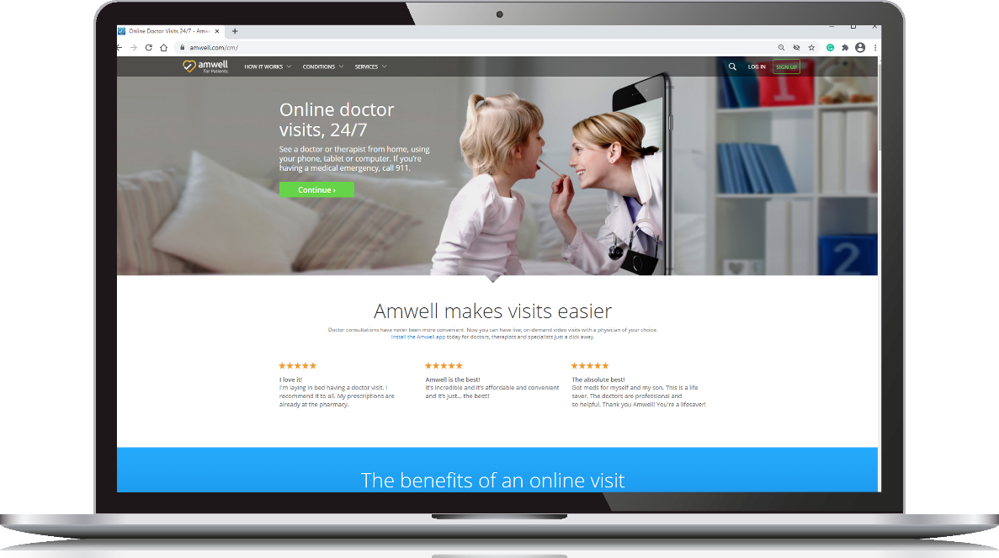 Online Doctor Visits 24/7 - Amw
amwell.com/cm/
amwell
for Patients
HOW IT WORKS
CONDITIONS
SERVICES
LOG IN
SIGN UP
1
Online doctor
visits, 24/7
See a doctor or therapist from home, using
your phone, tablet or computer. If you're
having a medical emergency, call 911.
Continue ›
2
Amwell makes visits easier
Doctor consultations have never been more convenient. Now you can have live, on-demand video visits with a physician of your choice.
Install the Amwell app today for doctors, therapists and specialists just a click away.
★★★★★
I love it!
I'm laying in bed having a doctor visit. I
recommend it to all. My prescriptions are
already at the pharmacy.
★★★★★
Amwell is the best!
It's incredible and it's affordable and convenient
and it's just... the best!!
★★★★★
The absolute best!
Got meds for myself and my son. This is a life
saver. The doctors are professional and
so helpful. Thank you Amwell! You're a lifesaver!
The benefits of an online visit